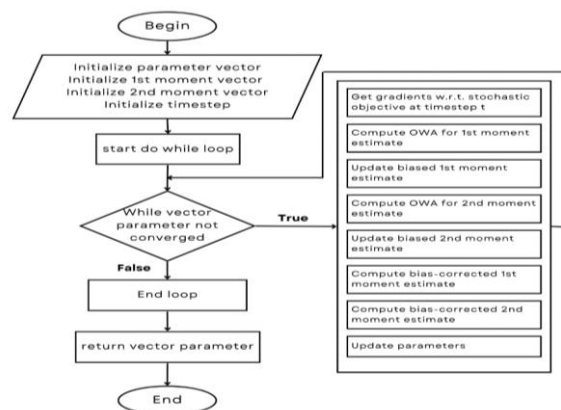 Begin
Initialize parameter vector
Initialize 1st moment vector
Initialize 2nd moment vector
Initialize timestep
start do while loop
While vector
parameter not
converged
True
False
End loop
return vector parameter
End
Get gradients w.r.t. stochastic
objective at timestep t
Compute OWA for 1st moment
estimate
Update biased 1st moment
estimate
Compute OWA for 2nd moment
estimate
Update biased 2nd moment
estimate
Compute bias-corrected 1st
moment estimate
Compute bias-corrected 2nd
moment estimate
Update parameters